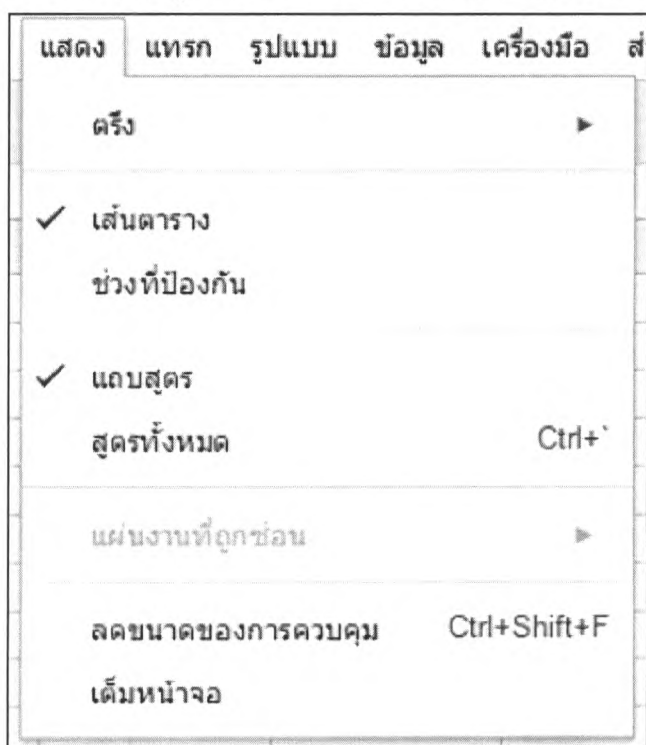 แสดง แทรก รูปแบบ ข้อมูล เครื่องมือ ส่
ตรึง
เส้นตาราง
ช่วงที่ป้องกัน
แถบสูตร
สูตรทั้งหมด Ctrl+`
แผ่นงานที่ถูกซ่อน
ลดขนาดของการควบคุม Ctrl+Shift+F
เต็มหน้าจอ